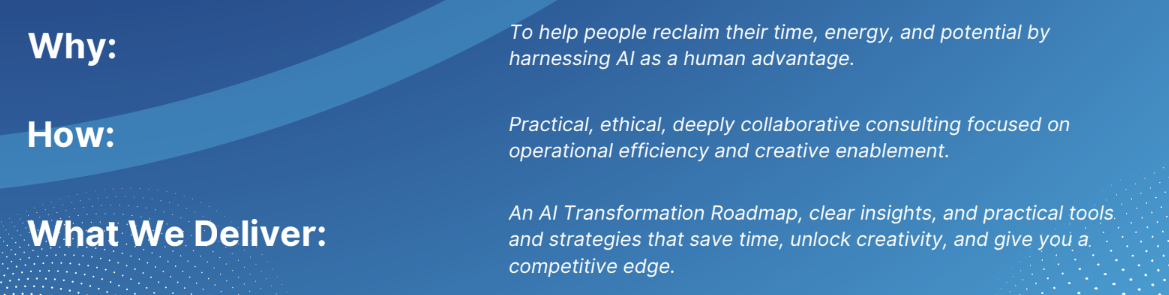 Why:
To help people reclaim their time, energy, and potential by
harnessing AI as a human advantage.
How:
Practical, ethical, deeply collaborative consulting focused on
operational efficiency and creative enablement.
What We Deliver:
An AI Transformation Roadmap, clear insights, and practical tools
and strategies that save time, unlock creativity, and give you a
competitive edge.